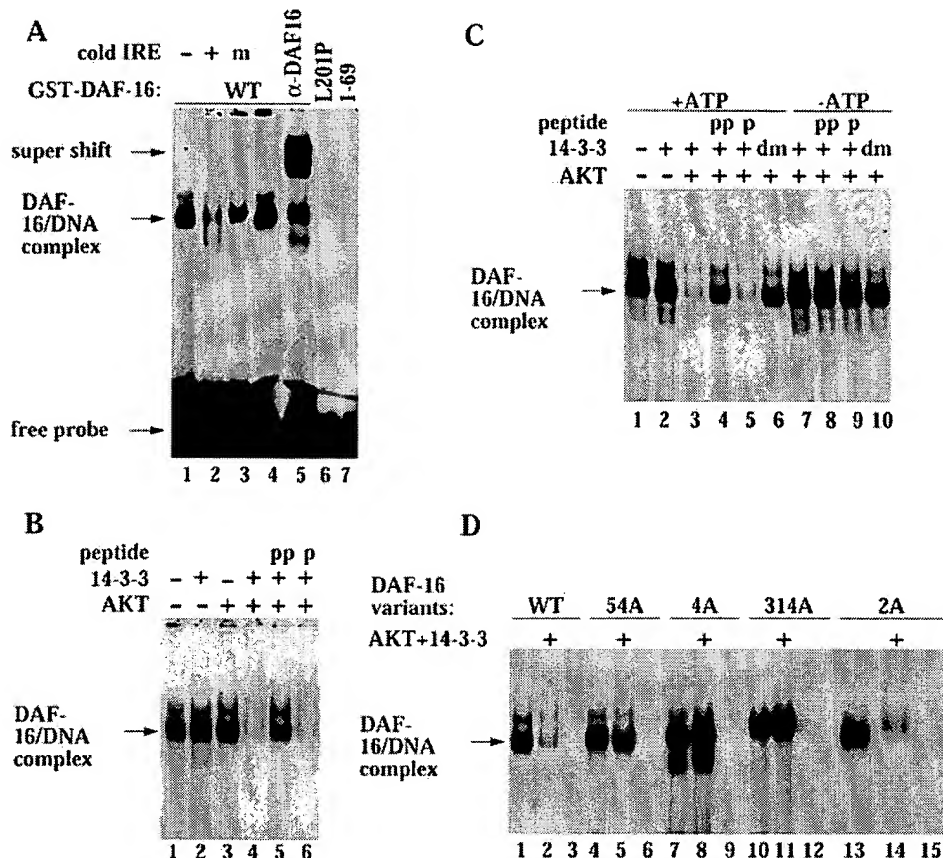 A
cold IRE − + m
GST-DAF-16: WT α-DAF16 L201P 1-69
super shift
DAF-
16/DNA
complex
free probe
1 2 3 4 5 6 7
B
peptide pp p
14-3-3 − + − + + +
AKT − − + + + +
DAF-
16/DNA
complex
1 2 3 4 5 6
C
+ATP -ATP
peptide pp p pp p
14-3-3 − + + + + dm + + + dm
AKT − − + + + + + + + +
DAF-
16/DNA
complex
1 2 3 4 5 6 7 8 9 10
D
DAF-16
variants: WT 54A 4A 314A 2A
AKT+14-3-3 + + + + +
DAF-
16/DNA
complex
1 2 3 4 5 6 7 8 9 10 11 12 13 14 15